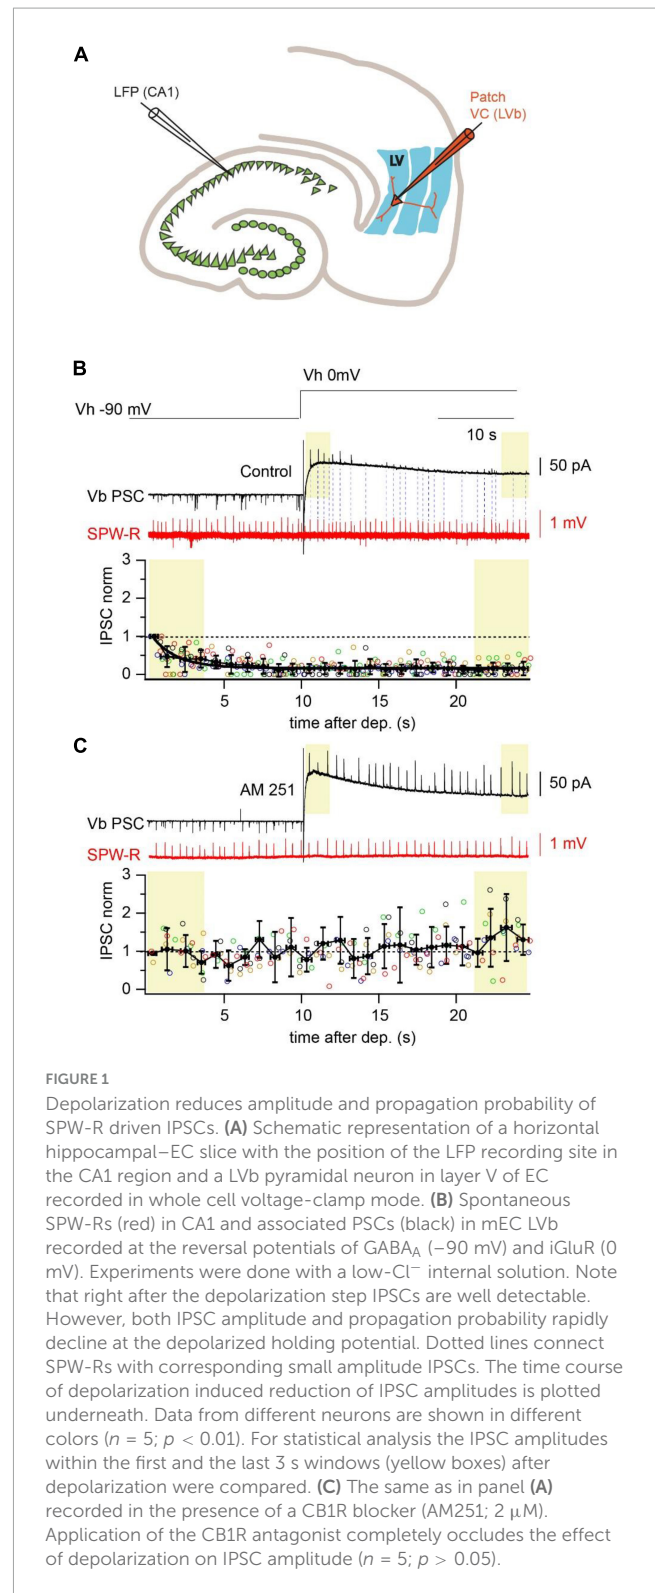 A
LFP (CA1)
Patch
VC (LVb)
LV
B
Vh 0mV
Vh -90 mV
10 s
Control
50 pA
Vb PSC
1 mV
SPW-R
3
2
1
0
IPSC norm
5
10
15
20
time after dep. (s)
C
AM 251
50 pA
Vb PSC
1 mV
SPW-R
3
2
1
0
IPSC norm
5
10
15
20
time after dep. (s)
FIGURE 1
Depolarization reduces amplitude and propagation probability of
SPW-R driven IPSCs. (A) Schematic representation of a horizontal
hippocampal–EC slice with the position of the LFP recording site in
the CA1 region and a LVb pyramidal neuron in layer V of EC
recorded in whole cell voltage-clamp mode. (B) Spontaneous
SPW-Rs (red) in CA1 and associated PSCs (black) in mEC LVb
recorded at the reversal potentials of GABAA (−90 mV) and iGluR (0
mV). Experiments were done with a low-Cl− internal solution. Note
that right after the depolarization step IPSCs are well detectable.
However, both IPSC amplitude and propagation probability rapidly
decline at the depolarized holding potential. Dotted lines connect
SPW-Rs with corresponding small amplitude IPSCs. The time course
of depolarization induced reduction of IPSC amplitudes is plotted
underneath. Data from different neurons are shown in different
colors (n = 5; p < 0.01). For statistical analysis the IPSC amplitudes
within the first and the last 3 s windows (yellow boxes) after
depolarization were compared. (C) The same as in panel (A)
recorded in the presence of a CB1R blocker (AM251; 2 μM).
Application of the CB1R antagonist completely occludes the effect
of depolarization on IPSC amplitude (n = 5; p > 0.05).